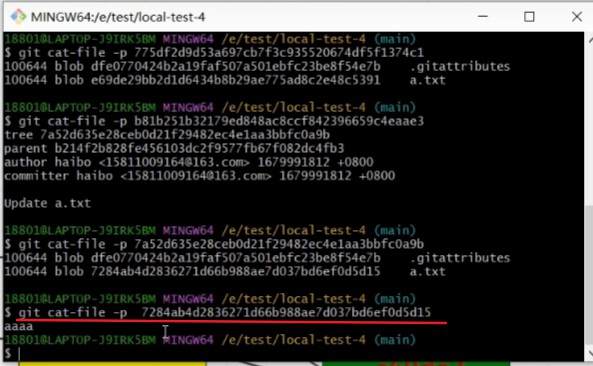 MINGW64:/e/test/local-test-4
18801@LAPTOP-J9IRK5BM MINGW64 /e/test/local-test-4 (main)
$ git cat-file -p 775df2d9d53a697cb7f3c935520674df5f1374c1
100644 blob dfe0770424b2a19faf507a501ebfc23be8f54e7b    .gitattributes
100644 blob e69de29bb2d1d6434b8b29ae775ad8c2e48c5391    a.txt
18801@LAPTOP-J9IRK5BM MINGW64 /e/test/local-test-4 (main)
$ git cat-file -p b81b251b32179ed848ac8ccf842396659c4eaae3
tree 7a52d635e28ceb0d21f29482ec4e1aa3bbfc0a9b
parent b214f2b828fe456103dc2f9577fb67f082dc4fb3
author haibo <15811009164@163.com> 1679991812 +0800
committer haibo <15811009164@163.com> 1679991812 +0800
Update a.txt
18801@LAPTOP-J9IRK5BM MINGW64 /e/test/local-test-4 (main)
$ git cat-file -p 7a52d635e28ceb0d21f29482ec4e1aa3bbfc0a9b
100644 blob dfe0770424b2a19faf507a501ebfc23be8f54e7b    .gitattributes
100644 blob 7284ab4d2836271d66b988ae7d037bd6ef0d5d15    a.txt
18801@LAPTOP-J9IRK5BM MINGW64 /e/test/local-test-4 (main)
$ git cat-file -p  7284ab4d2836271d66b988ae7d037bd6ef0d5d15
aaaa
18801@LAPTOP-J9IRK5BM MINGW64 /e/test/local-test-4 (main)
$